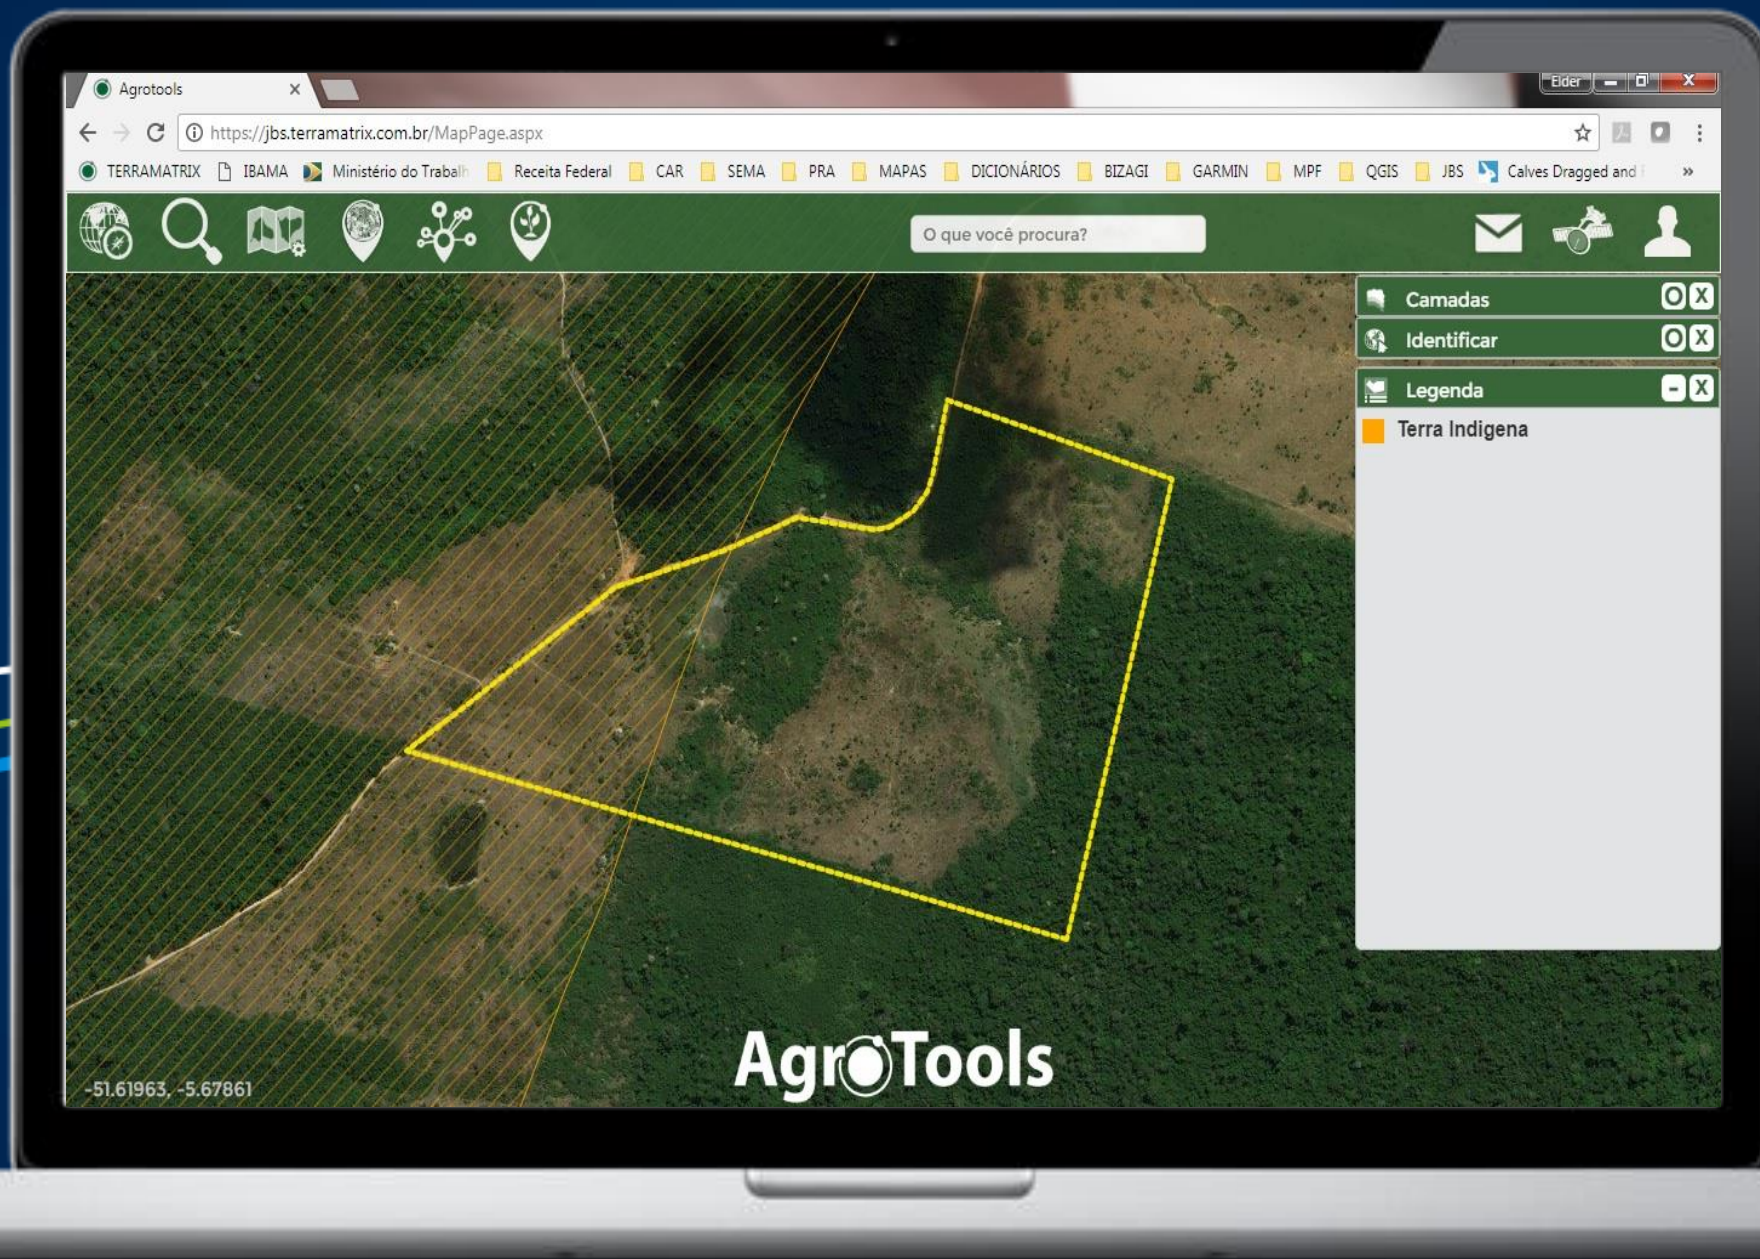 Agrotools
Elder
https://jbs.terramatrix.com.br/MapPage.aspx
TERRAMATRIX IBAMA Ministério do Trabalh Receita Federal CAR SEMA PRA MAPAS DICIONÁRIOS BIZAGI GARMIN MPF QGIS JBS Calves Dragged and
O que você procura?
Camadas
Identificar
Legenda
Terra Indigena
AgroTools
-51.61963, -5.67861